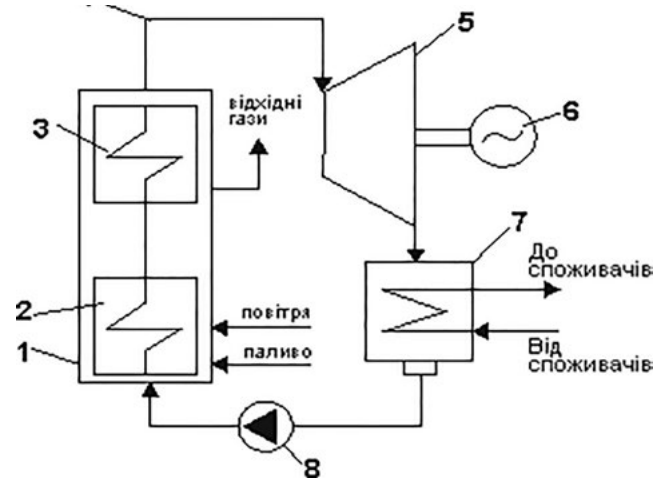 5
3
відхідні
гази
6
7
До
споживачів
2
повітря
1
паливо
Від
споживачів
8